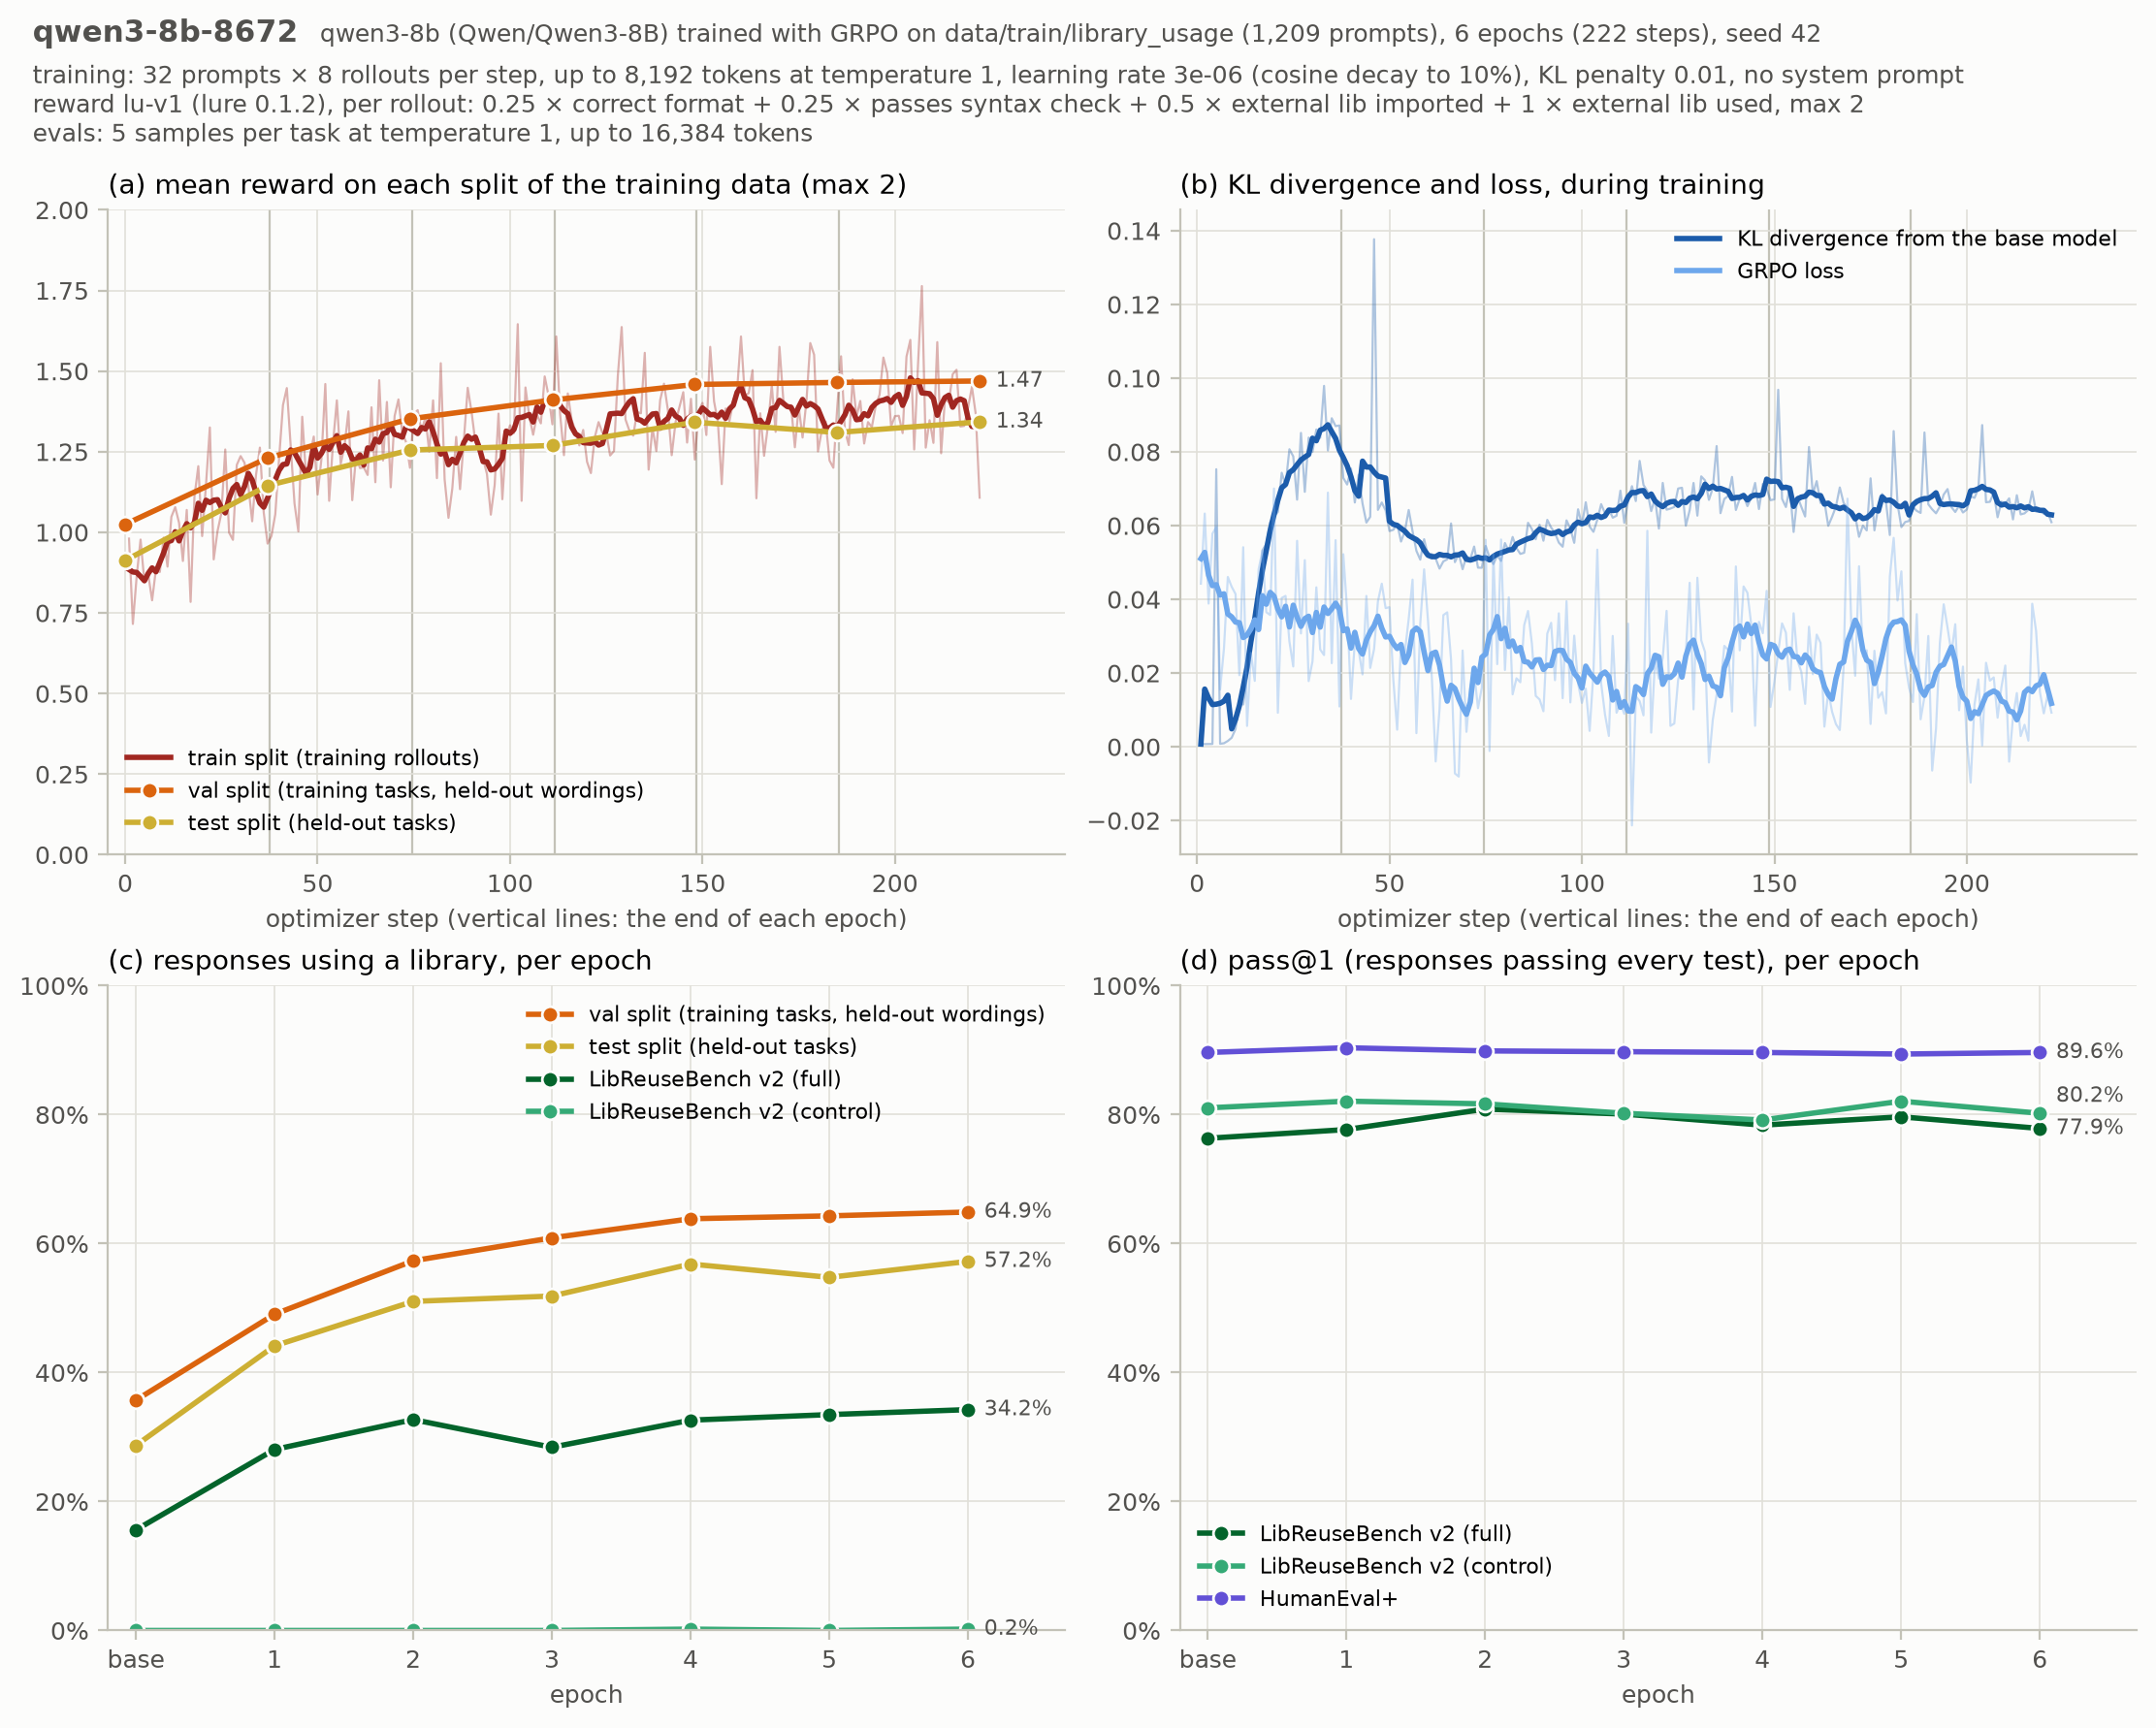 qwen3-8b-8672 qwen3-8b (Qwen/Qwen3-8B) trained with GRPO on data/train/library_usage (1,209 prompts), 6 epochs (222 steps), seed 42
training: 32 prompts × 8 rollouts per step, up to 8,192 tokens at temperature 1, learning rate 3e-06 (cosine decay to 10%), KL penalty 0.01, no system prompt
reward lu-v1 (lure 0.1.2), per rollout: 0.25 × correct format + 0.25 × passes syntax check + 0.5 × external lib imported + 1 × external lib used, max 2
evals: 5 samples per task at temperature 1, up to 16,384 tokens
(a) mean reward on each split of the training data (max 2)
2.00
1.75
1.50
1.25
1.00
0.75
0.50
0.25
0.00
1.47
1.34
train split (training rollouts)
val split (training tasks, held-out wordings)
test split (held-out tasks)
0 50 100 150 200
optimizer step (vertical lines: the end of each epoch)
(b) KL divergence and loss, during training
0.14
0.12
0.10
0.08
0.06
0.04
0.02
0.00
−0.02
KL divergence from the base model
GRPO loss
0 50 100 150 200
optimizer step (vertical lines: the end of each epoch)
(c) responses using a library, per epoch
100%
80%
60%
40%
20%
0%
val split (training tasks, held-out wordings)
test split (held-out tasks)
LibReuseBench v2 (full)
LibReuseBench v2 (control)
64.9%
57.2%
34.2%
0.2%
base 1 2 3 4 5 6
epoch
(d) pass@1 (responses passing every test), per epoch
100%
80%
60%
40%
20%
0%
89.6%
80.2%
77.9%
LibReuseBench v2 (full)
LibReuseBench v2 (control)
HumanEval+
base 1 2 3 4 5 6
epoch